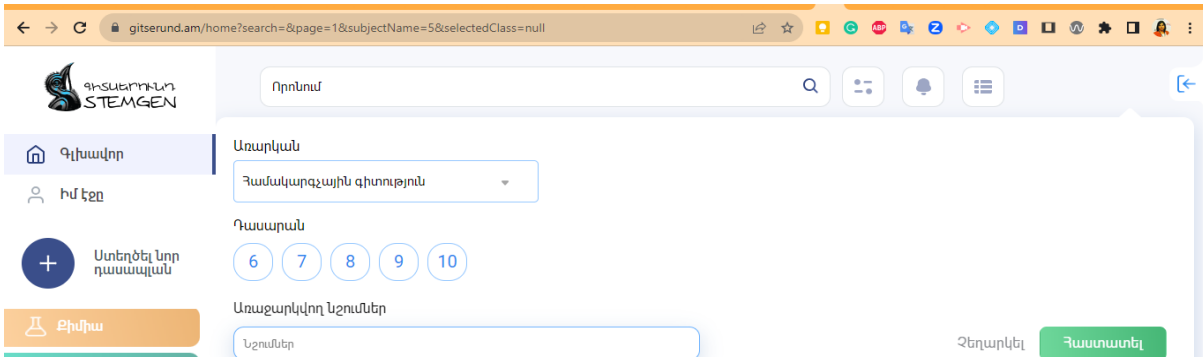 gitserund.am/home?search=&page=1&subjectName=5&selectedClass=null
ԳԻՏՍԵՐՈՒՆԴ
STEMGEN
Որոնում
Գլխավոր
Իմ էջը
Ստեղծել նոր
դասապլան
Քիմիա
Առարկան
Համակարգչային գիտություն
Դասարան
6 7 8 9 10
Առաջարկվող նշումներ
Նշումներ
Չեղարկել Հաստատել